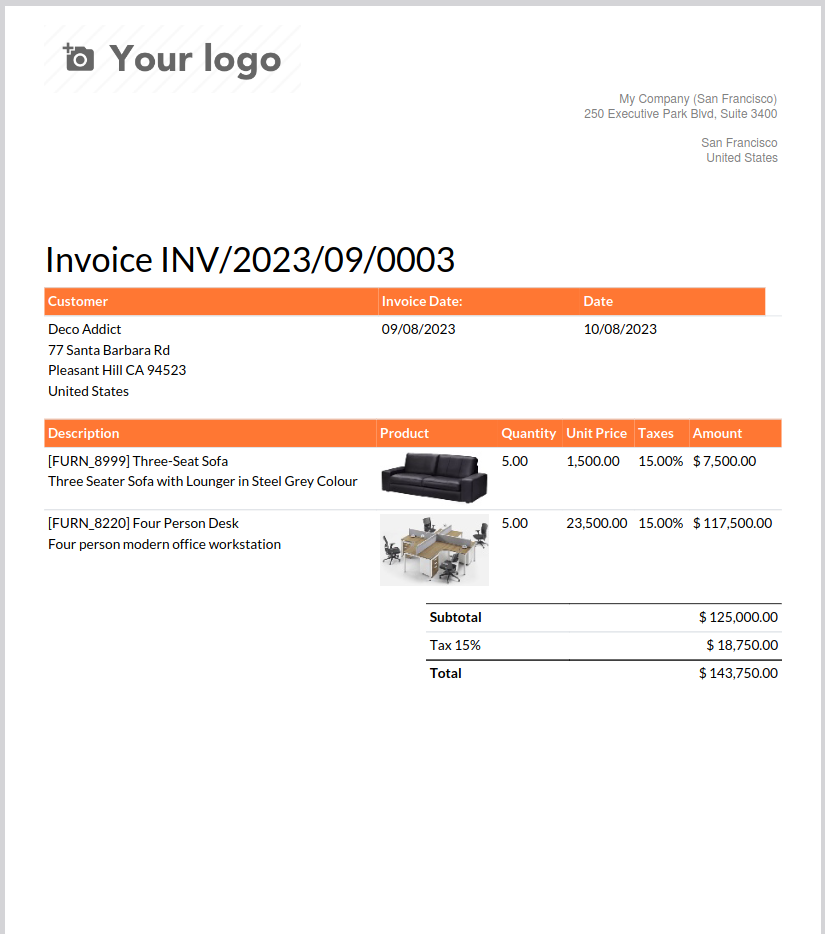 Your logo
My Company (San Francisco)
250 Executive Park Blvd, Suite 3400
San Francisco
United States
Invoice INV/2023/09/0003
Customer Invoice Date: Date
Deco Addict 09/08/2023 10/08/2023
77 Santa Barbara Rd
Pleasant Hill CA 94523
United States
Description Product Quantity Unit Price Taxes Amount
[FURN_8999] Three-Seat Sofa 5.00 1,500.00 15.00% $ 7,500.00
Three Seater Sofa with Lounger in Steel Grey Colour
[FURN_8220] Four Person Desk 5.00 23,500.00 15.00% $ 117,500.00
Four person modern office workstation
Subtotal $ 125,000.00
Tax 15% $ 18,750.00
Total $ 143,750.00